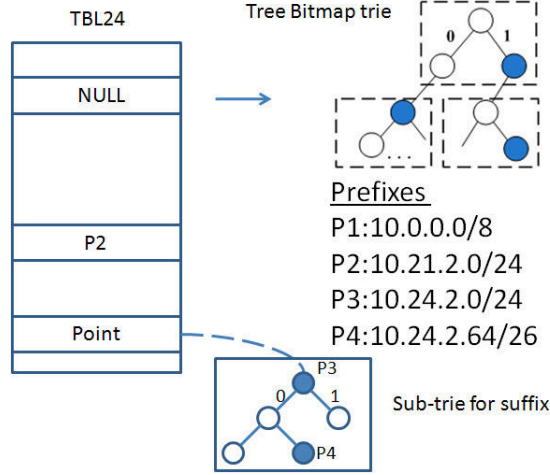 TBL24
Tree Bitmap trie
0 1
NULL
. . .
Prefixes
P1:10.0.0.0/8
P2:10.21.2.0/24
P3:10.24.2.0/24
P4:10.24.2.64/26
P2
Point
P3
0 1
P4
Sub-trie for suffix